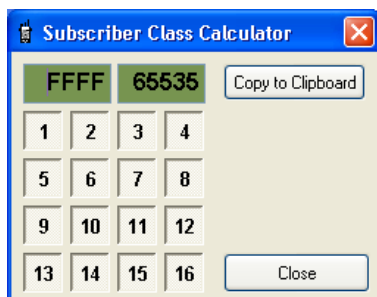 Subscriber Class Calculator
FFFF 65535 Copy to Clipboard
1 2 3 4
5 6 7 8
9 10 11 12
13 14 15 16 Close